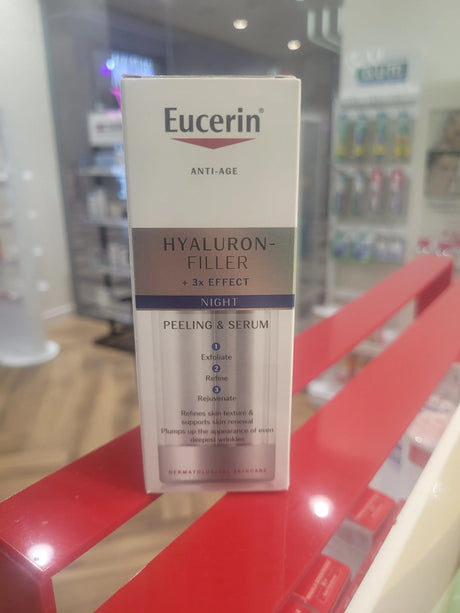 Eucerin®
ANTI-AGE
HYALURON-
FILLER
+ 3x EFFECT
NIGHT
PEELING & SERUM
1
Exfoliate
2
Refine
3
Rejuvenate
Refines skin texture &
supports skin renewal
Plumps up the appearance of even
deepest wrinkles
DERMATOLOGICAL SKINCARE
GUM